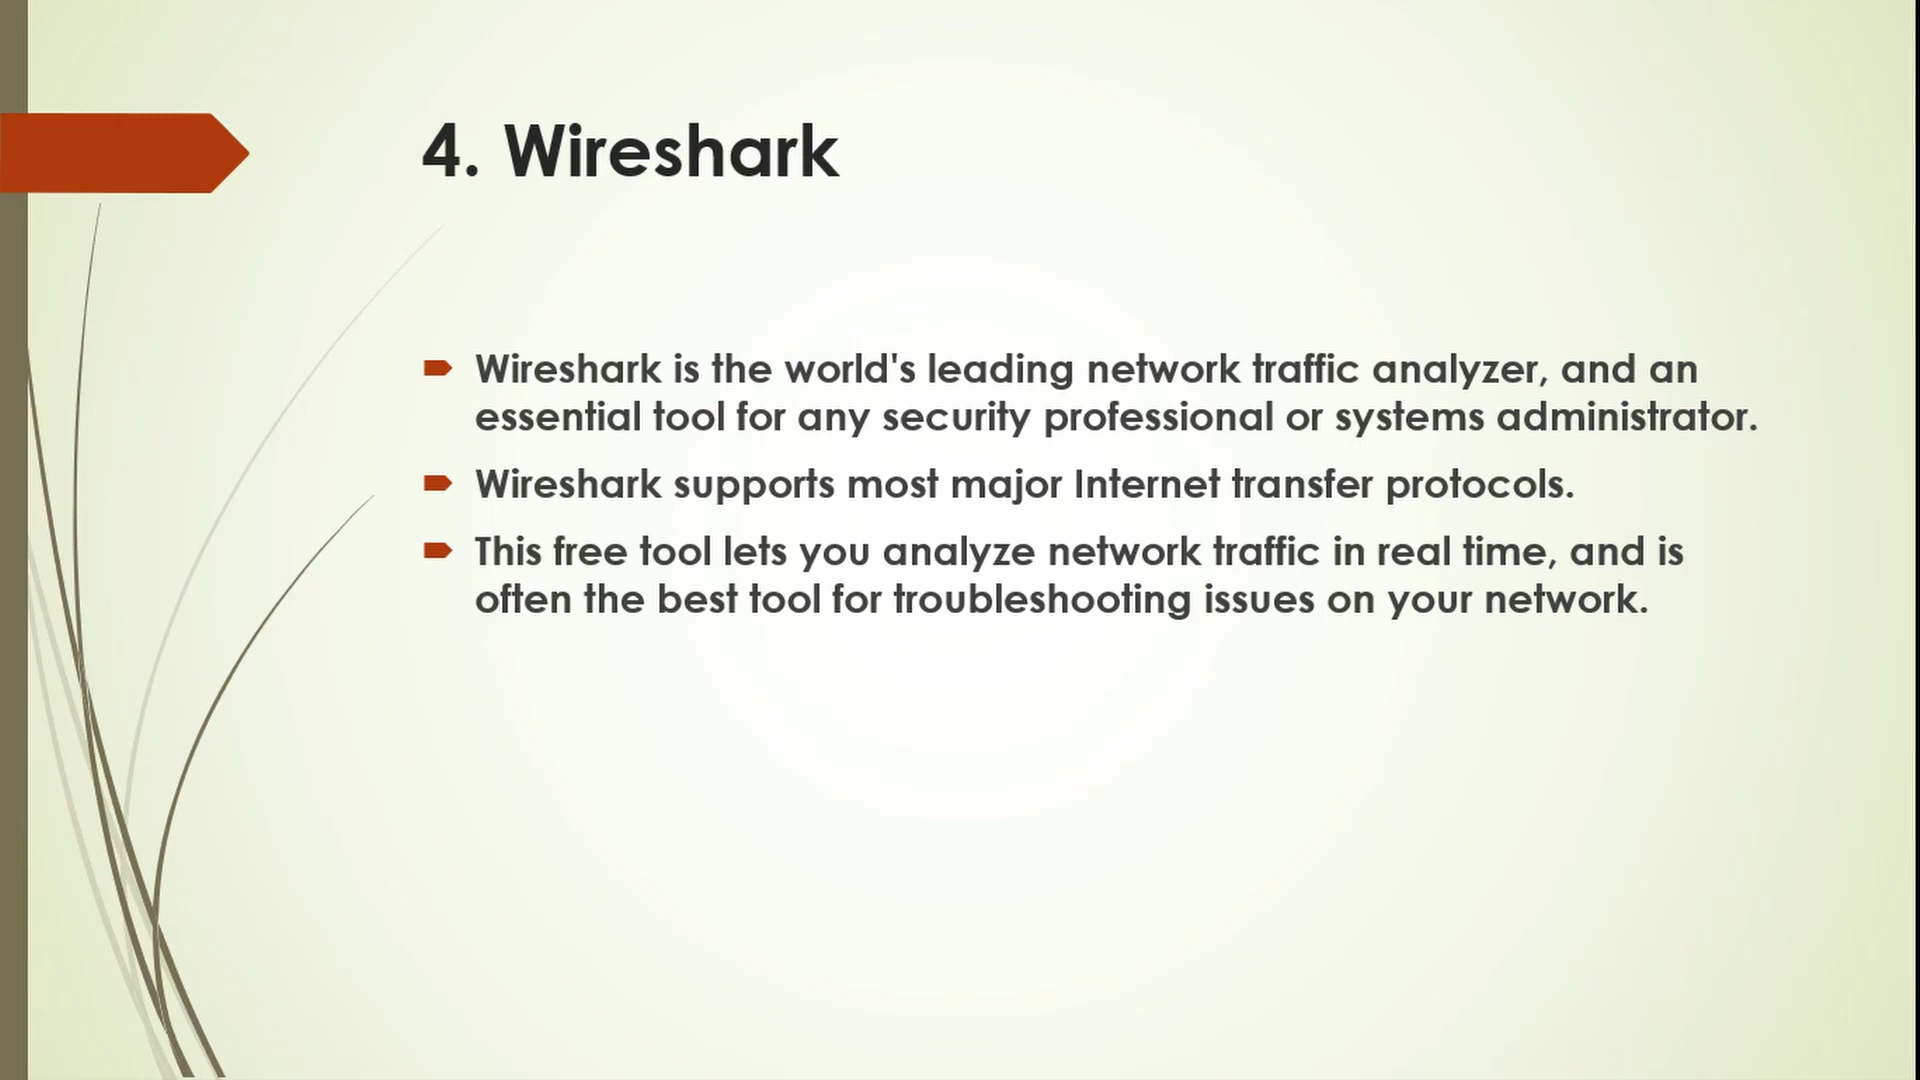 4. Wireshark
Wireshark is the world's leading network traffic analyzer, and an
essential tool for any security professional or systems administrator.
Wireshark supports most major Internet transfer protocols.
This free tool lets you analyze network traffic in real time, and is
often the best tool for troubleshooting issues on your network.